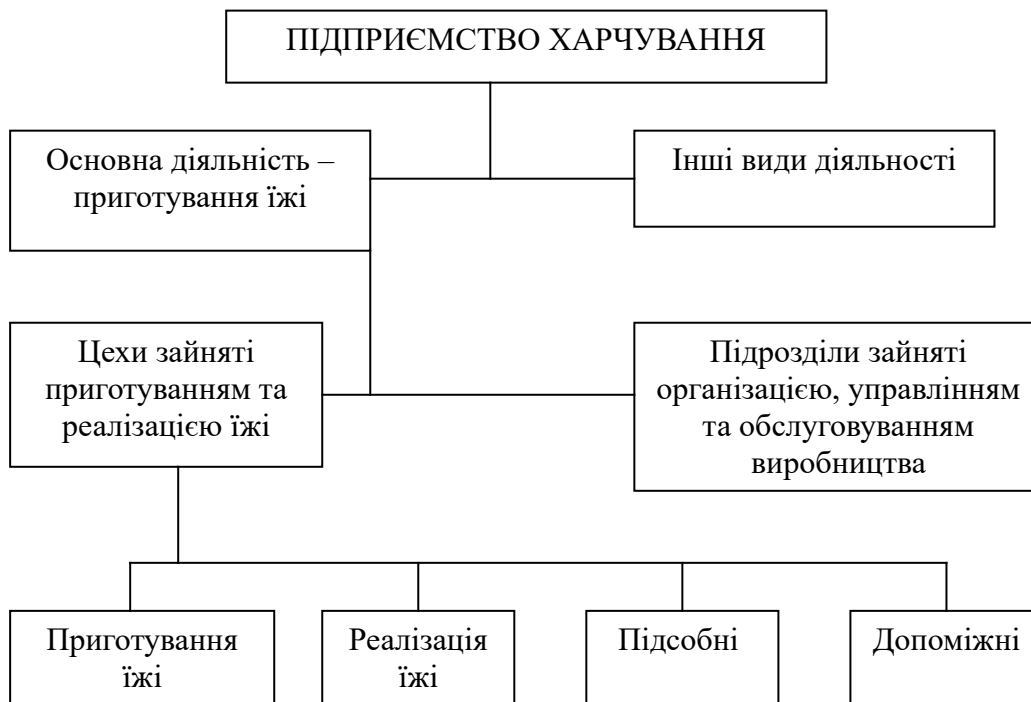 ПІДПРИЄМСТВО ХАРЧУВАННЯ
Основна діяльність –
приготування їжі
Інші види діяльності
Цехи зайняті
приготуванням та
реалізацією їжі
Підрозділи зайняті
організацією, управлінням
та обслуговуванням
виробництва
Приготування
їжі
Реалізація
їжі
Підсобні
Допоміжні